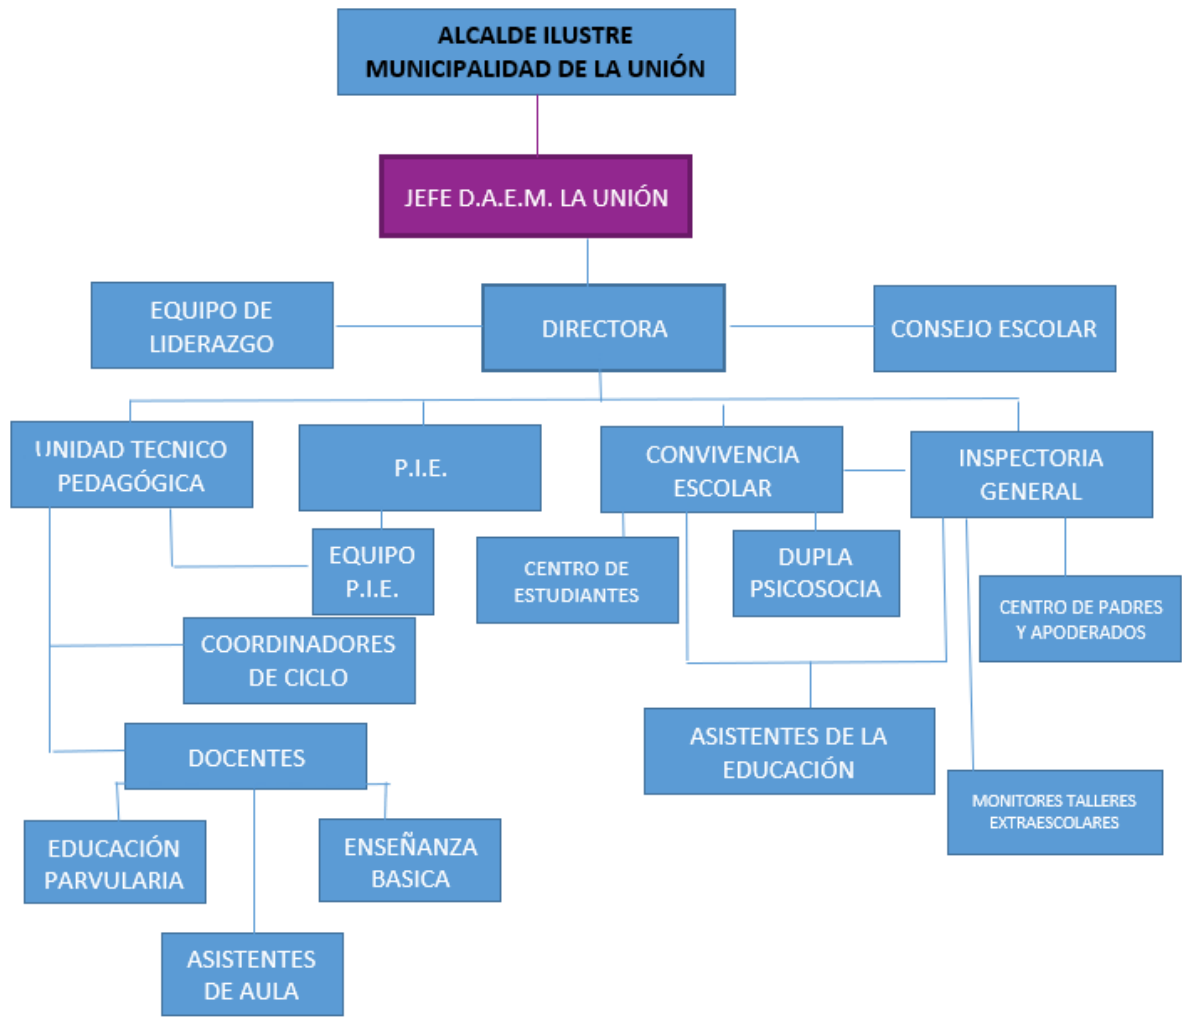 ALCALDE ILUSTRE
MUNICIPALIDAD DE LA UNIÓN
JEFE D.A.E.M. LA UNIÓN
EQUIPO DE
LIDERAZGO
DIRECTORA
CONSEJO ESCOLAR
UNIDAD TECNICO
PEDAGÓGICA
P.I.E.
CONVIVENCIA
ESCOLAR
INSPECTORIA
GENERAL
EQUIPO
P.I.E.
CENTRO DE
ESTUDIANTES
DUPLA
PSICOSOCIA
CENTRO DE PADRES
Y APODERADOS
COORDINADORES
DE CICLO
DOCENTES
ASISTENTES DE LA
EDUCACIÓN
MONITORES TALLERES
EXTRAESCOLARES
EDUCACIÓN
PARVULARIA
ENSEÑANZA
BASICA
ASISTENTES
DE AULA